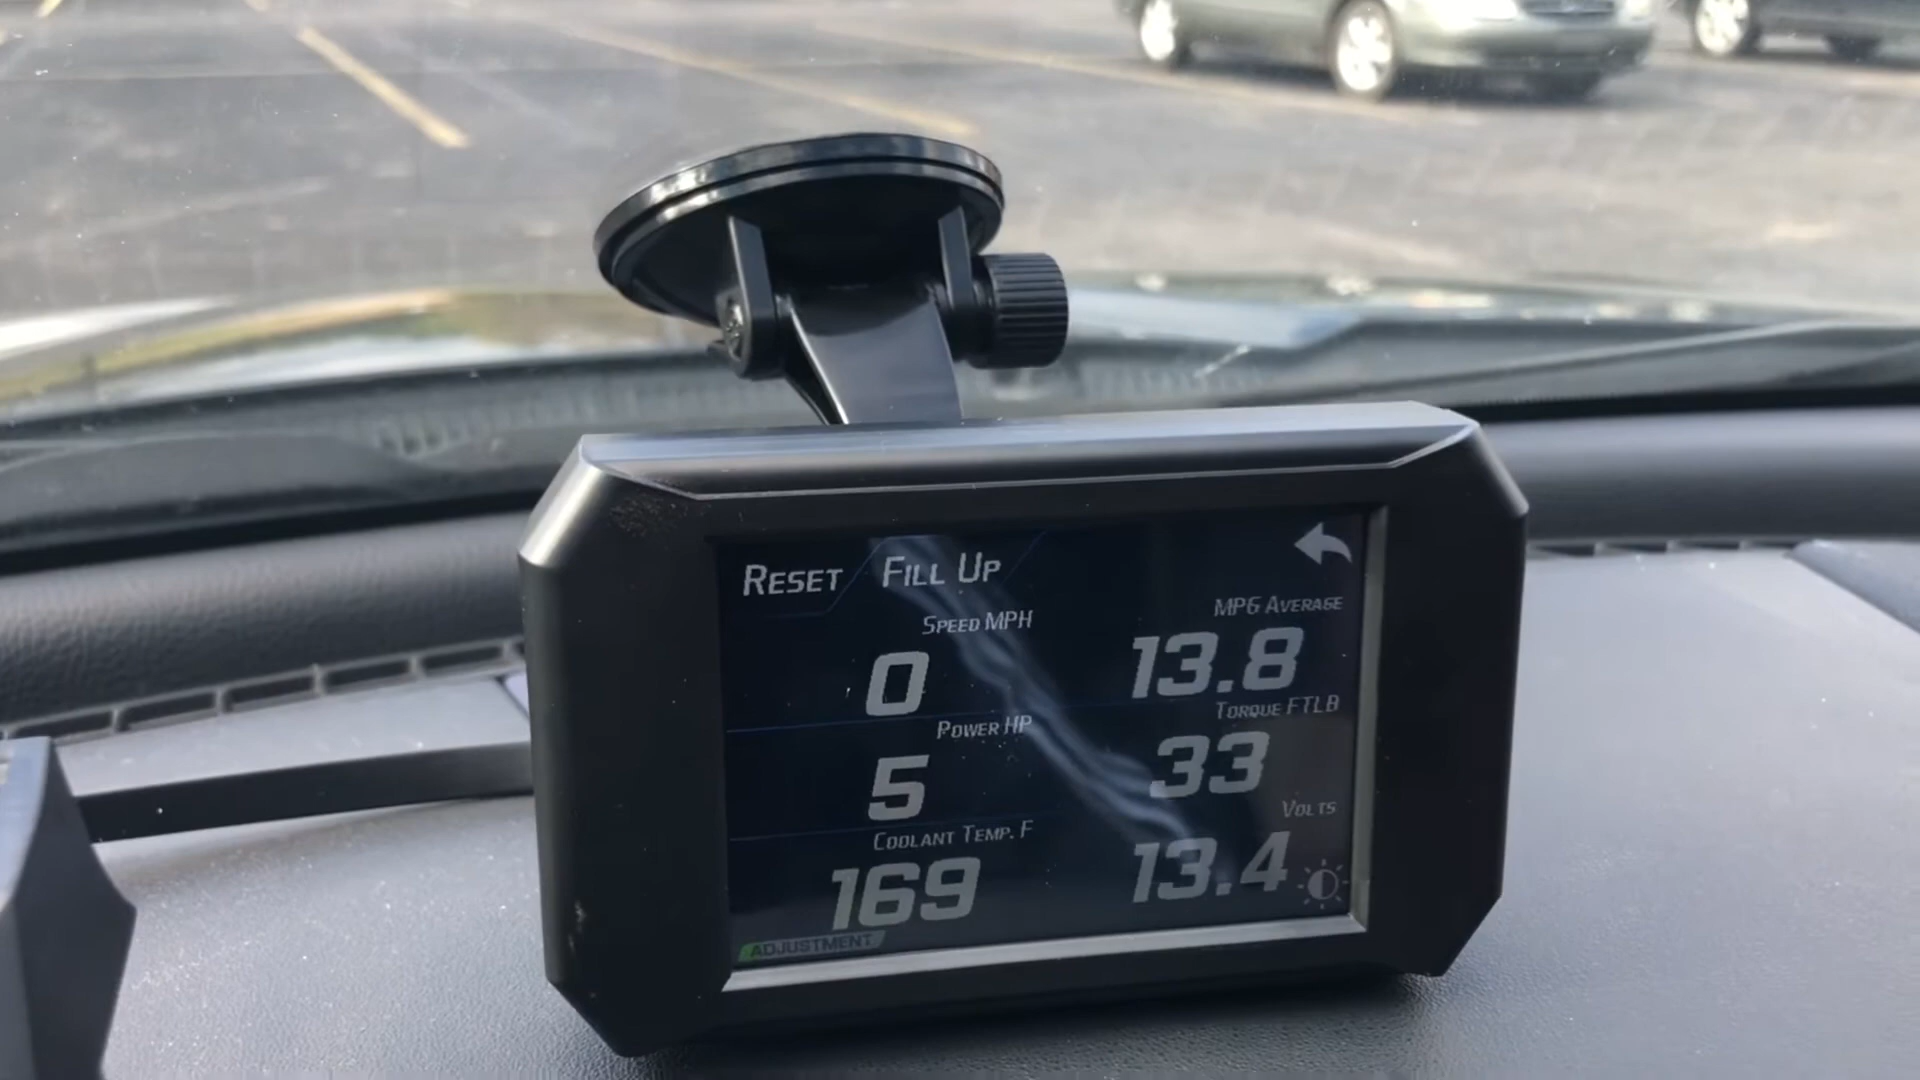 RESET FILL UP
SPEED MPH
0
MPG AVERAGE
13.8
POWER HP
5
TORQUE FTLB
33
COOLANT TEMP. F
169
VOLTS
13.4
ADJUSTMENT